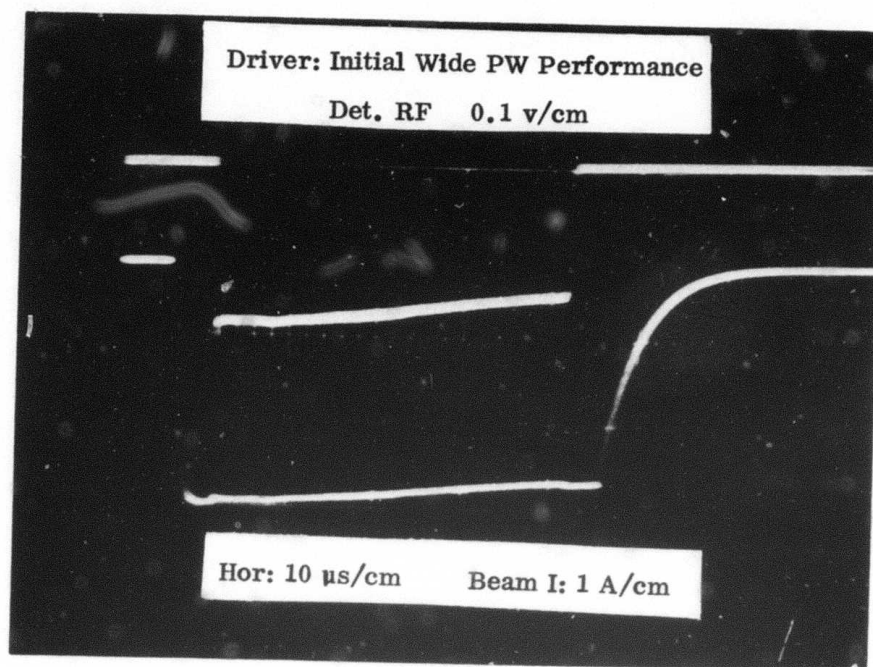 Driver: Initial Wide PW Performance
Det. RF 0.1 v/cm
Hor: 10 µs/cm Beam I: 1 A/cm